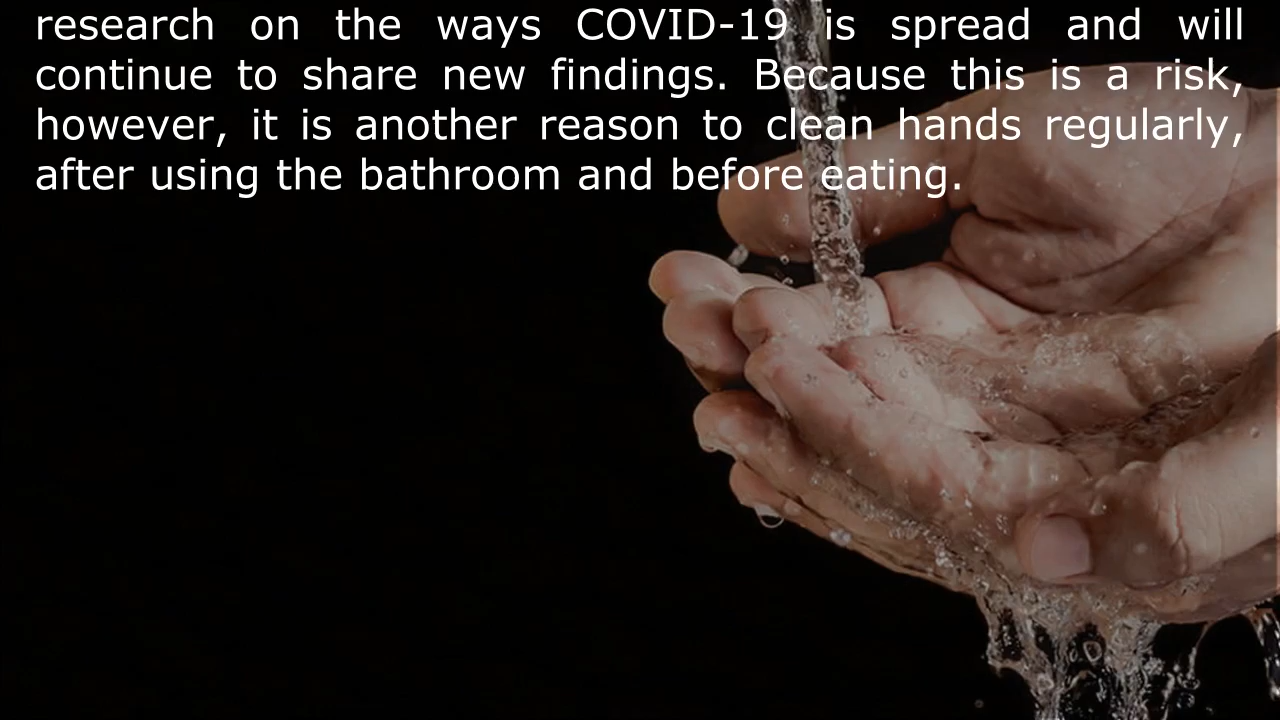 research on the ways COVID-19 is spread and will
continue to share new findings. Because this is a risk,
however, it is another reason to clean hands regularly,
after using the bathroom and before eating.